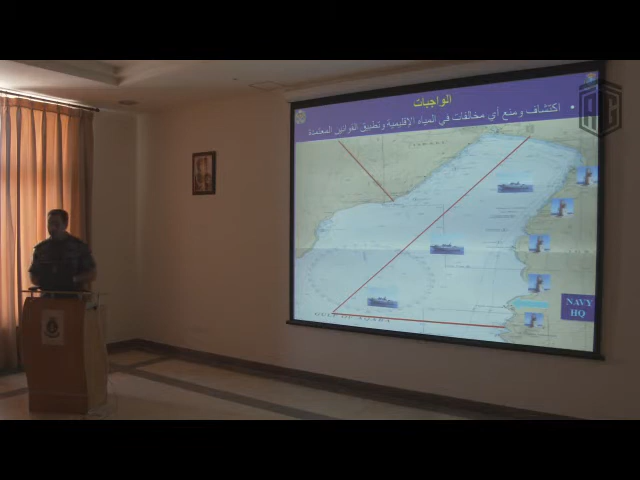 الواجبات
• اكتشاف ومنع أي مخالفات في المياه الإقليمية وتطبيق القوانين المعتمدة
NAVY
HQ